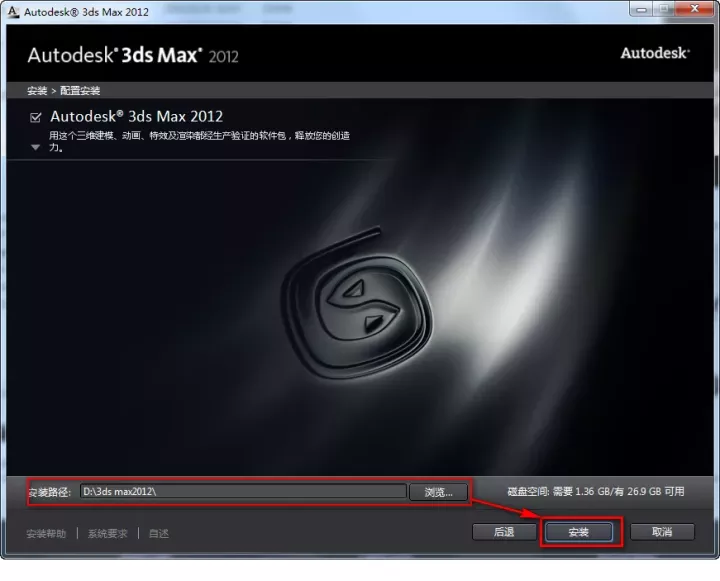 Autodesk® 3ds Max 2012
Autodesk® 3ds Max® 2012
Autodesk®
安装 > 配置安装
Autodesk® 3ds Max 2012
用这个三维建模、动画、特效及渲染都经生产验证的软件包，释放您的创造
力。
安装路径: D:\3ds max2012\ 浏览... 磁盘空间: 需要 1.36 GB/有 26.9 GB 可用
安装帮助 | 系统要求 | 自述 后退 安装 取消